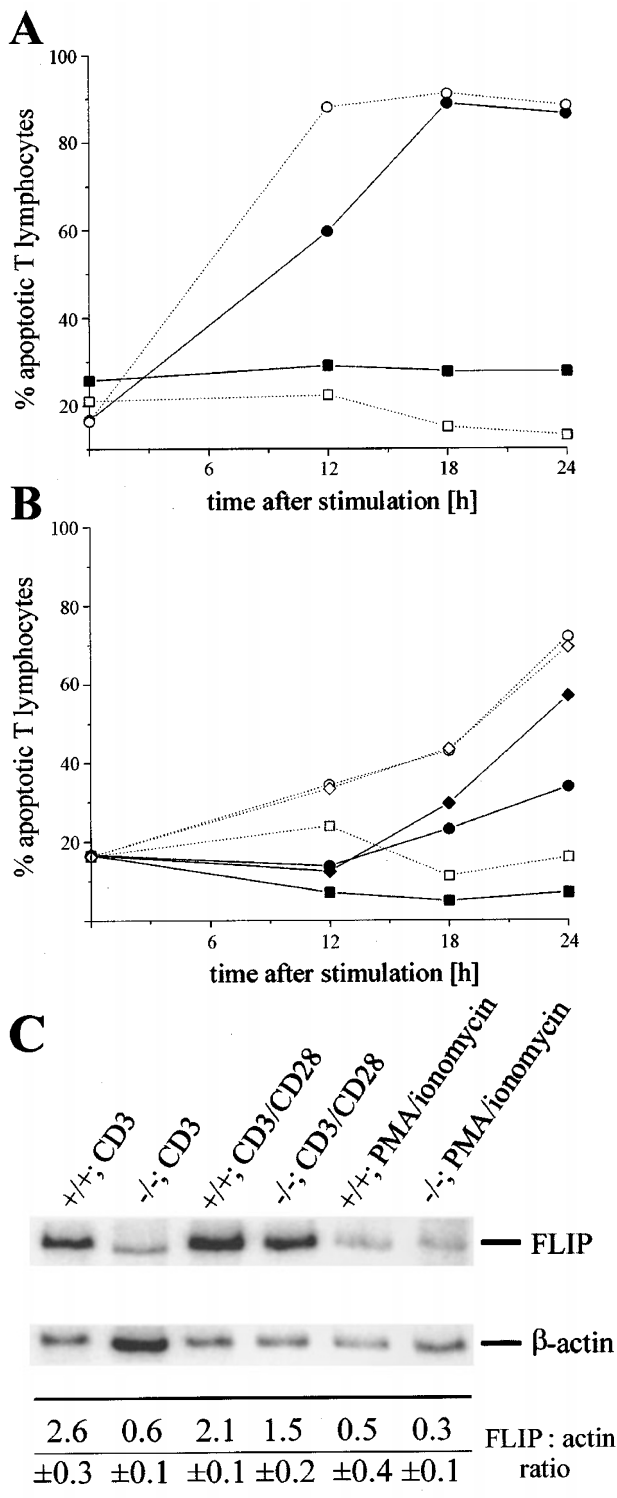 A
100
80
60
40
20
% apoptotic T lymphocytes
6 12 18 24
time after stimulation [h]
B
100
80
60
40
20
% apoptotic T lymphocytes
6 12 18 24
time after stimulation [h]
C
+/+; CD3
-/-; CD3
+/+; CD3/CD28
-/-; CD3/CD28
+/+; PMA/ionomycin
-/-; PMA/ionomycin
FLIP
β-actin
2.6 0.6 2.1 1.5 0.5 0.3 FLIP : actin
±0.3 ±0.1 ±0.1 ±0.2 ±0.4 ±0.1 ratio